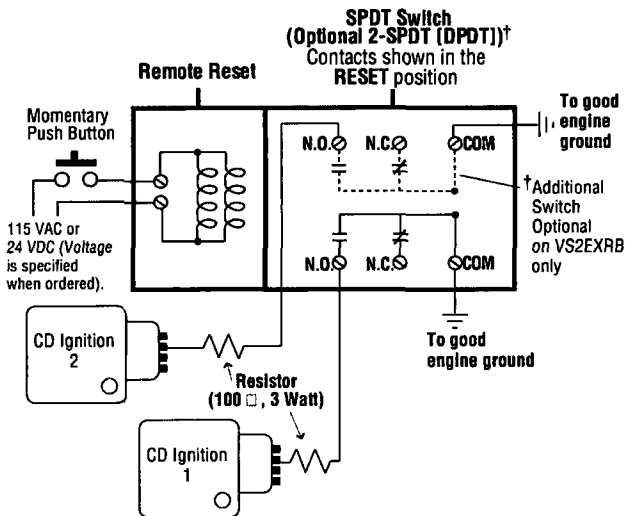 SPDT Switch
(Optional 2-SPDT [DPDT])†
Contacts shown in the
RESET position
Remote Reset
Momentary
Push Button
To good
engine
ground
N.O.
N.C.
COM
†Additional
Switch
Optional
on VS2EXRB
only
115 VAC or
24 VDC (Voltage
is specified
when ordered).
N.O.
N.C.
COM
CD Ignition
2
To good
engine ground
Resistor
(100 □, 3 Watt)
CD Ignition
1